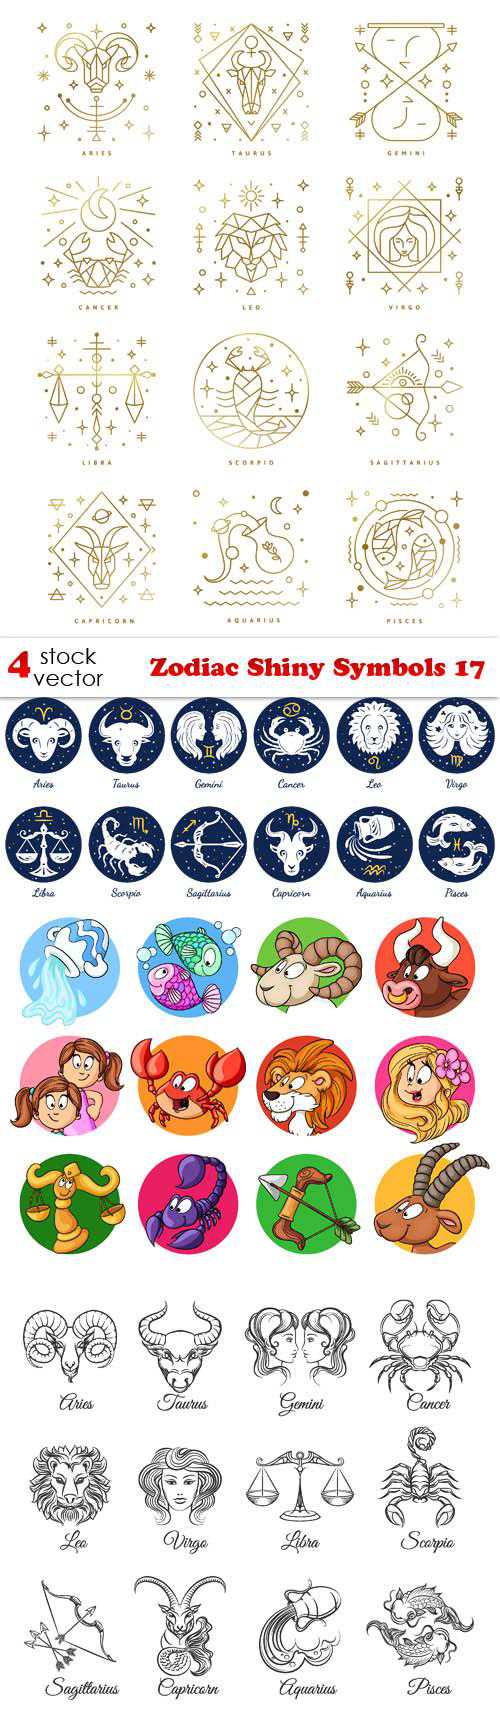 ARIES TAURUS GEMINI
CANCER LEO VIRGO
LIBRA SCORPIO SAGITTARIUS
CAPRICORN AQUARIUS PISCES
4 stock vector Zodiac Shiny Symbols 17
Aries Taurus Gemini Cancer Leo Virgo
Libra Scorpio Sagittarius Capricorn Aquarius Pisces
Aries Taurus Gemini Cancer
Leo Virgo Libra Scorpio
Sagittarius Capricorn Aquarius Pisces